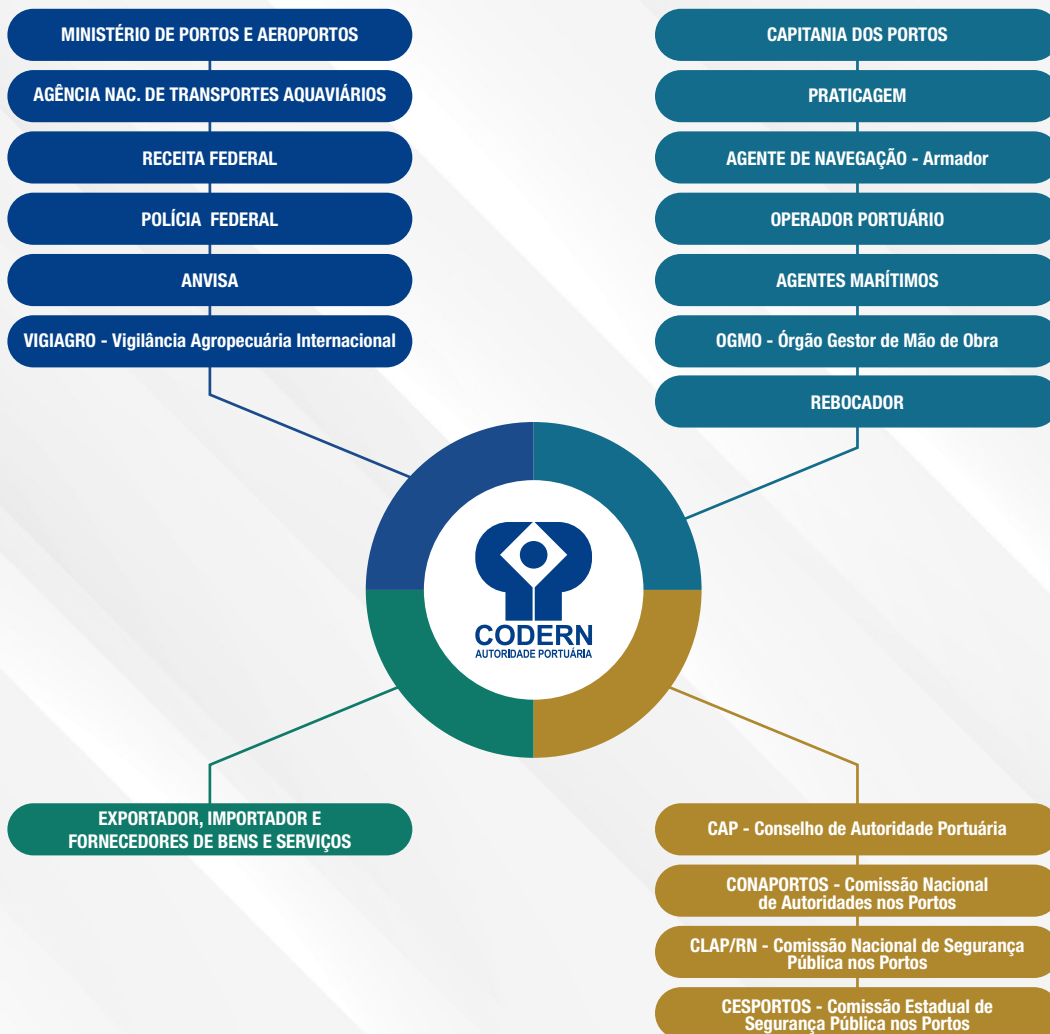 MINISTÉRIO DE PORTOS E AEROPORTOS
AGÊNCIA NAC. DE TRANSPORTES AQUAVIÁRIOS
RECEITA FEDERAL
POLÍCIA FEDERAL
ANVISA
VIGIAGRO - Vigilância Agropecuária Internacional
CAPITANIA DOS PORTOS
PRATICAGEM
AGENTE DE NAVEGAÇÃO - Armador
OPERADOR PORTUÁRIO
AGENTES MARÍTIMOS
OGMO - Órgão Gestor de Mão de Obra
REBOCADOR
CODERN
AUTORIDADE PORTUÁRIA
EXPORTADOR, IMPORTADOR E
FORNECEDORES DE BENS E SERVIÇOS
CAP - Conselho de Autoridade Portuária
CONAPORTOS - Comissão Nacional
de Autoridades nos Portos
CLAP/RN - Comissão Nacional de Segurança
Pública nos Portos
CESPORTOS - Comissão Estadual de
Segurança Pública nos Portos